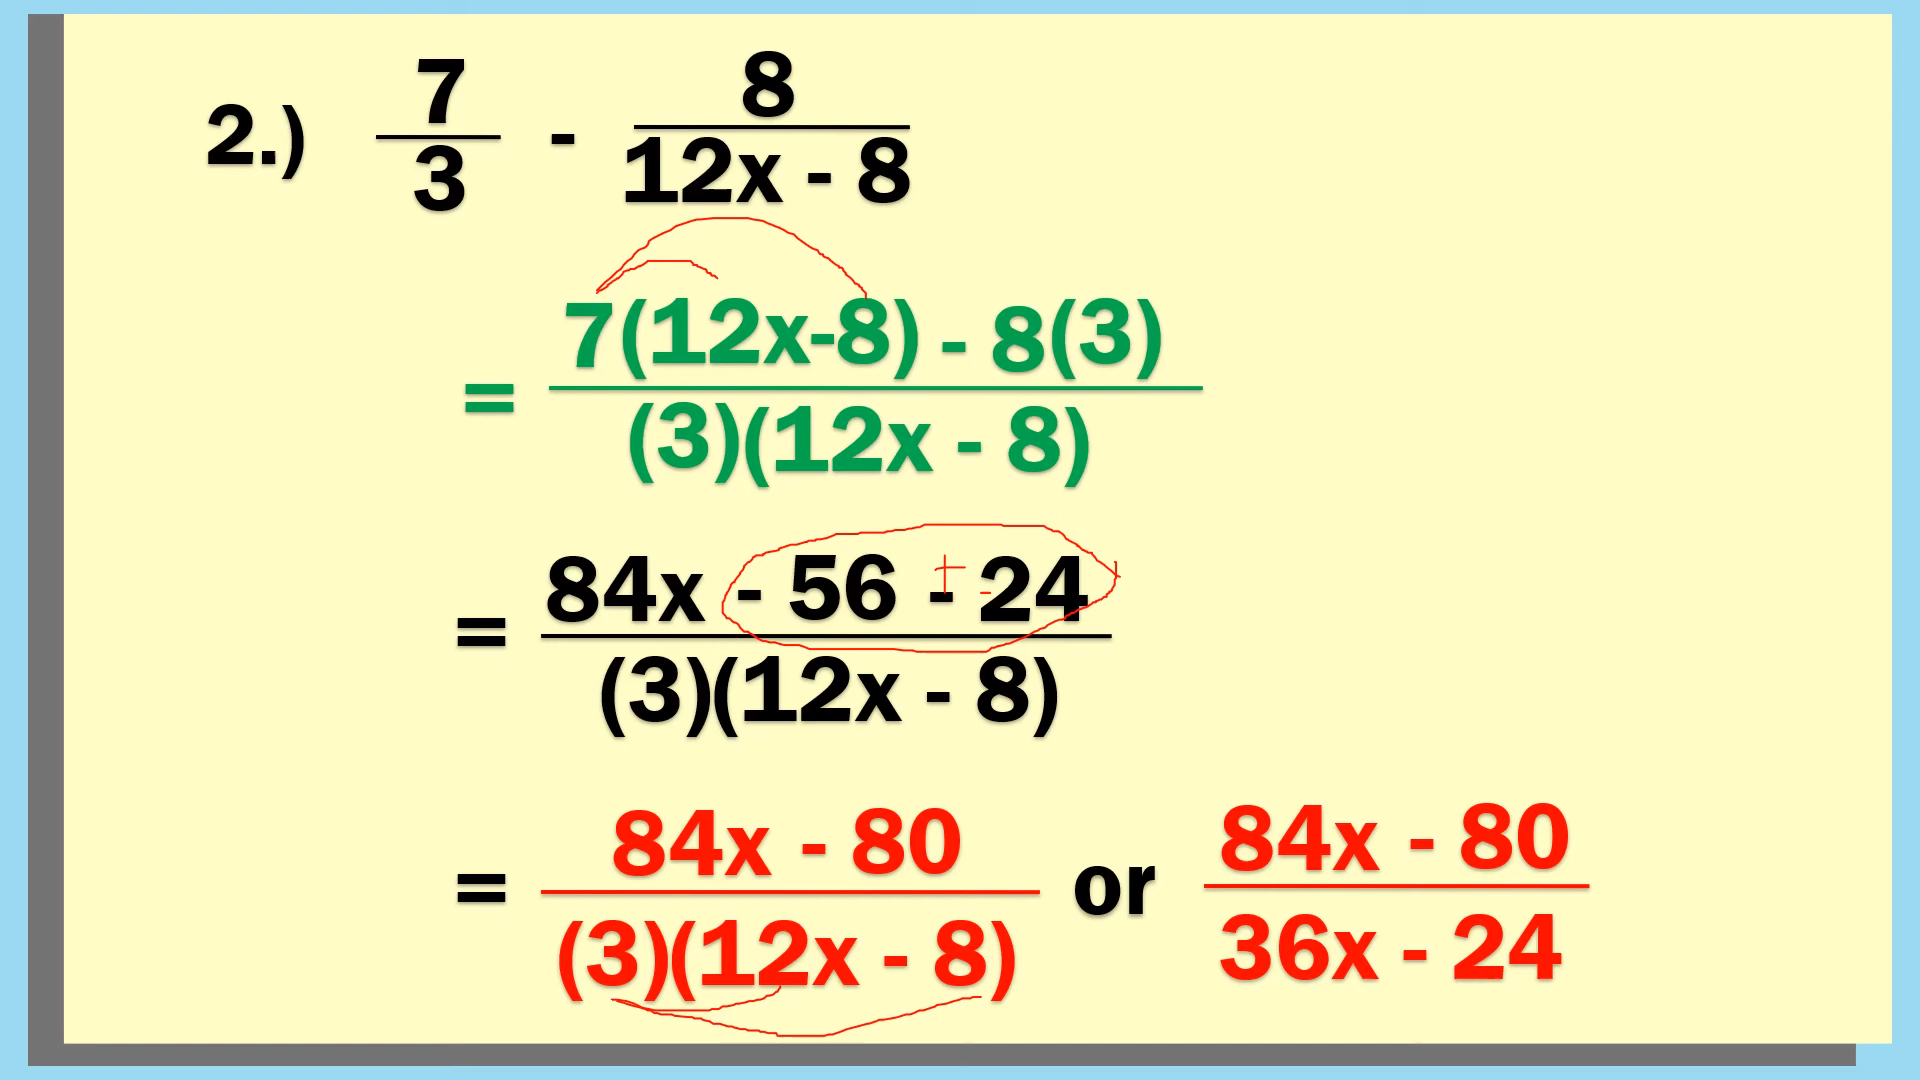 2.) 7/3 - 8/(12x - 8)
= 7(12x-8) - 8(3)
(3)(12x - 8)
= 84x - 56 - 24
+ -
(3)(12x - 8)
= 84x - 80 or 84x - 80
(3)(12x - 8) 36x - 24